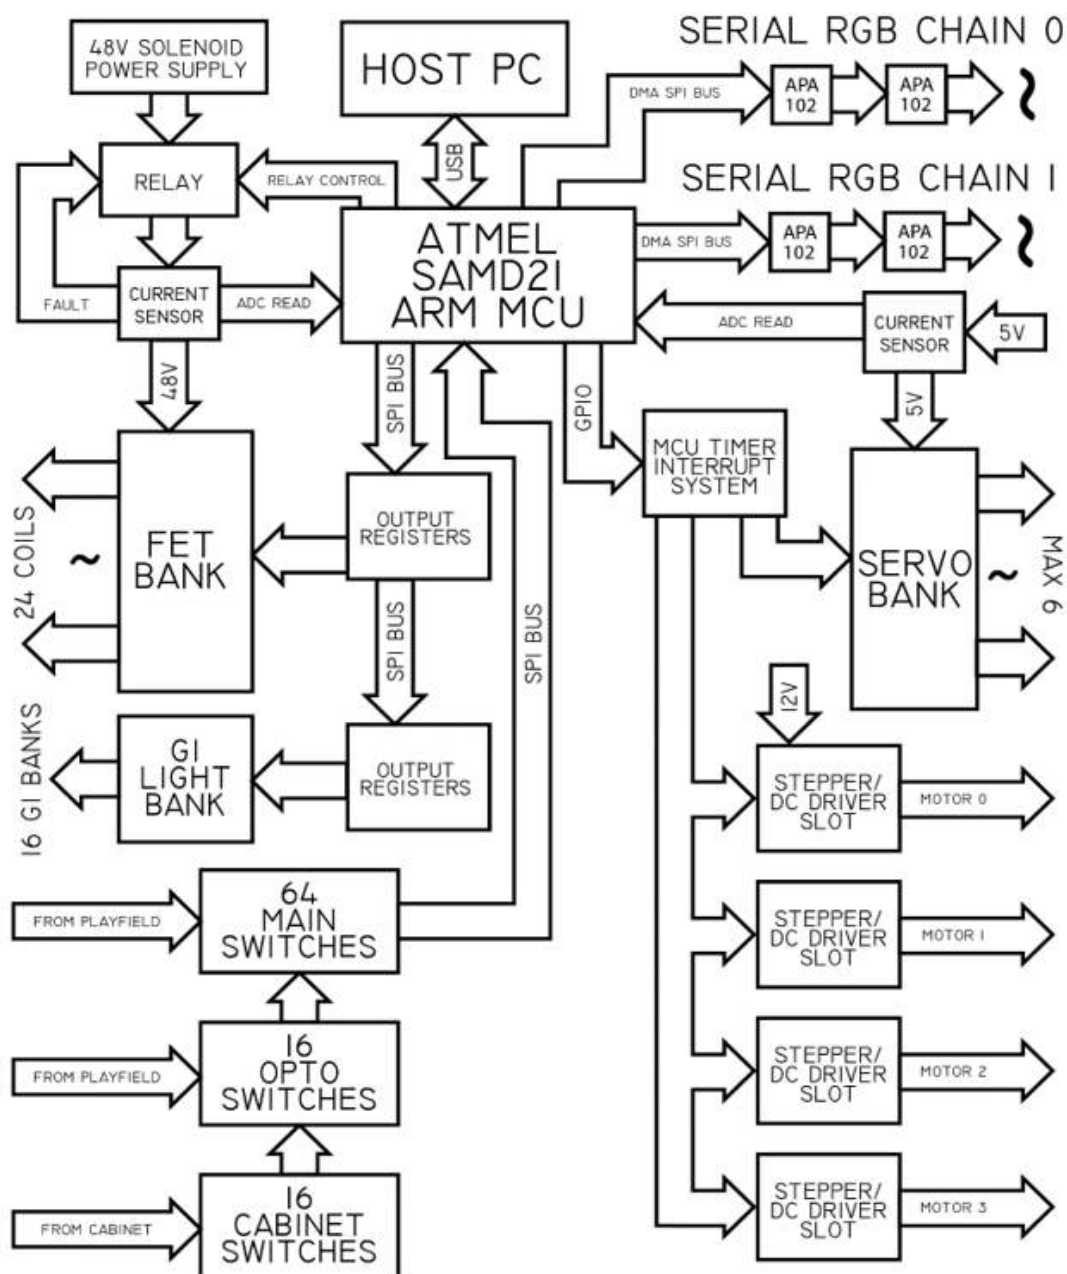 48V SOLENOID
POWER SUPPLY
HOST PC
SERIAL RGB CHAIN 0
DMA SPI BUS
APA
102
APA
102
RELAY
RELAY CONTROL
USB
SERIAL RGB CHAIN 1
DMA SPI BUS
APA
102
APA
102
ATMEL
SAMD21
ARM MCU
FAULT
CURRENT
SENSOR
ADC READ
ADC READ
CURRENT
SENSOR
5V
48V
SPI BUS
GPIO
5V
MCU TIMER
INTERRUPT
SYSTEM
24 COILS
~
FET
BANK
OUTPUT
REGISTERS
SERVO
BANK
~
MAX 6
SPI BUS
SPI BUS
12V
16 GI BANKS
GI
LIGHT
BANK
OUTPUT
REGISTERS
STEPPER/
DC DRIVER
SLOT
MOTOR 0
FROM PLAYFIELD
64
MAIN
SWITCHES
STEPPER/
DC DRIVER
SLOT
MOTOR 1
FROM PLAYFIELD
16
OPTO
SWITCHES
STEPPER/
DC DRIVER
SLOT
MOTOR 2
FROM CABINET
16
CABINET
SWITCHES
STEPPER/
DC DRIVER
SLOT
MOTOR 3